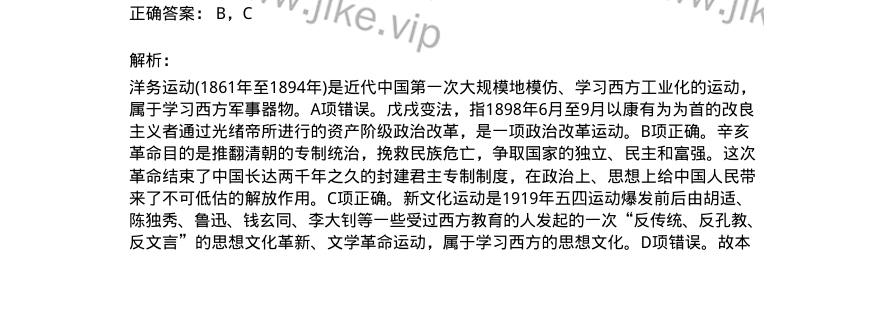 正确答案： B，C
www.jlke.vip
解析：
洋务运动(1861年至1894年)是近代中国第一次大规模地模仿、学习西方工业化的运动，
属于学习西方军事器物。A项错误。戊戌变法，指1898年6月至9月以康有为为首的改良
主义者通过光绪帝所进行的资产阶级政治改革，是一项政治改革运动。B项正确。辛亥
革命目的是推翻清朝的专制统治，挽救民族危亡，争取国家的独立、民主和富强。这次
革命结束了中国长达两千年之久的封建君主专制制度，在政治上、思想上给中国人民带
来了不可低估的解放作用。C项正确。新文化运动是1919年五四运动爆发前后由胡适、
陈独秀、鲁迅、钱玄同、李大钊等一些受过西方教育的人发起的一次“反传统、反孔教、
反文言”的思想文化革新、文学革命运动，属于学习西方的思想文化。D项错误。故本